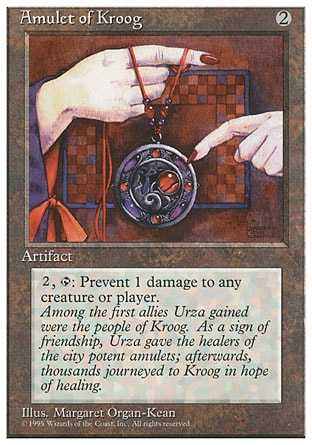 Amulet of Kroog 2
Artifact
2, : Prevent 1 damage to any
creature or player.
Among the first allies Urza gained
were the people of Kroog. As a sign
of friendship, Urza gave the healers of
the city potent amulets; afterwards,
thousands journeyed to Kroog in hope
of healing.
Illus. Margaret Organ-Kean
© 1995 Wizards of the Coast, Inc. All rights reserved.